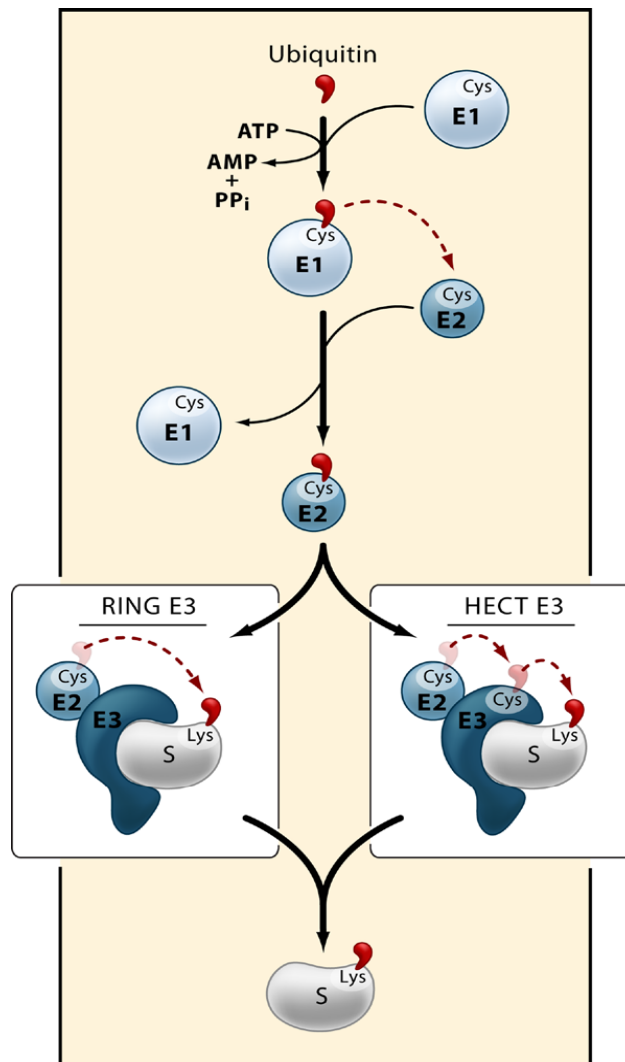 Ubiquitin
Cys
E1
ATP
AMP
+
PPi
Cys
E1
Cys
E2
Cys
E1
Cys
E2
RING E3
Cys
E2
E3
Lys
S
HECT E3
Cys
E2
Cys
E3
Lys
S
Lys
S